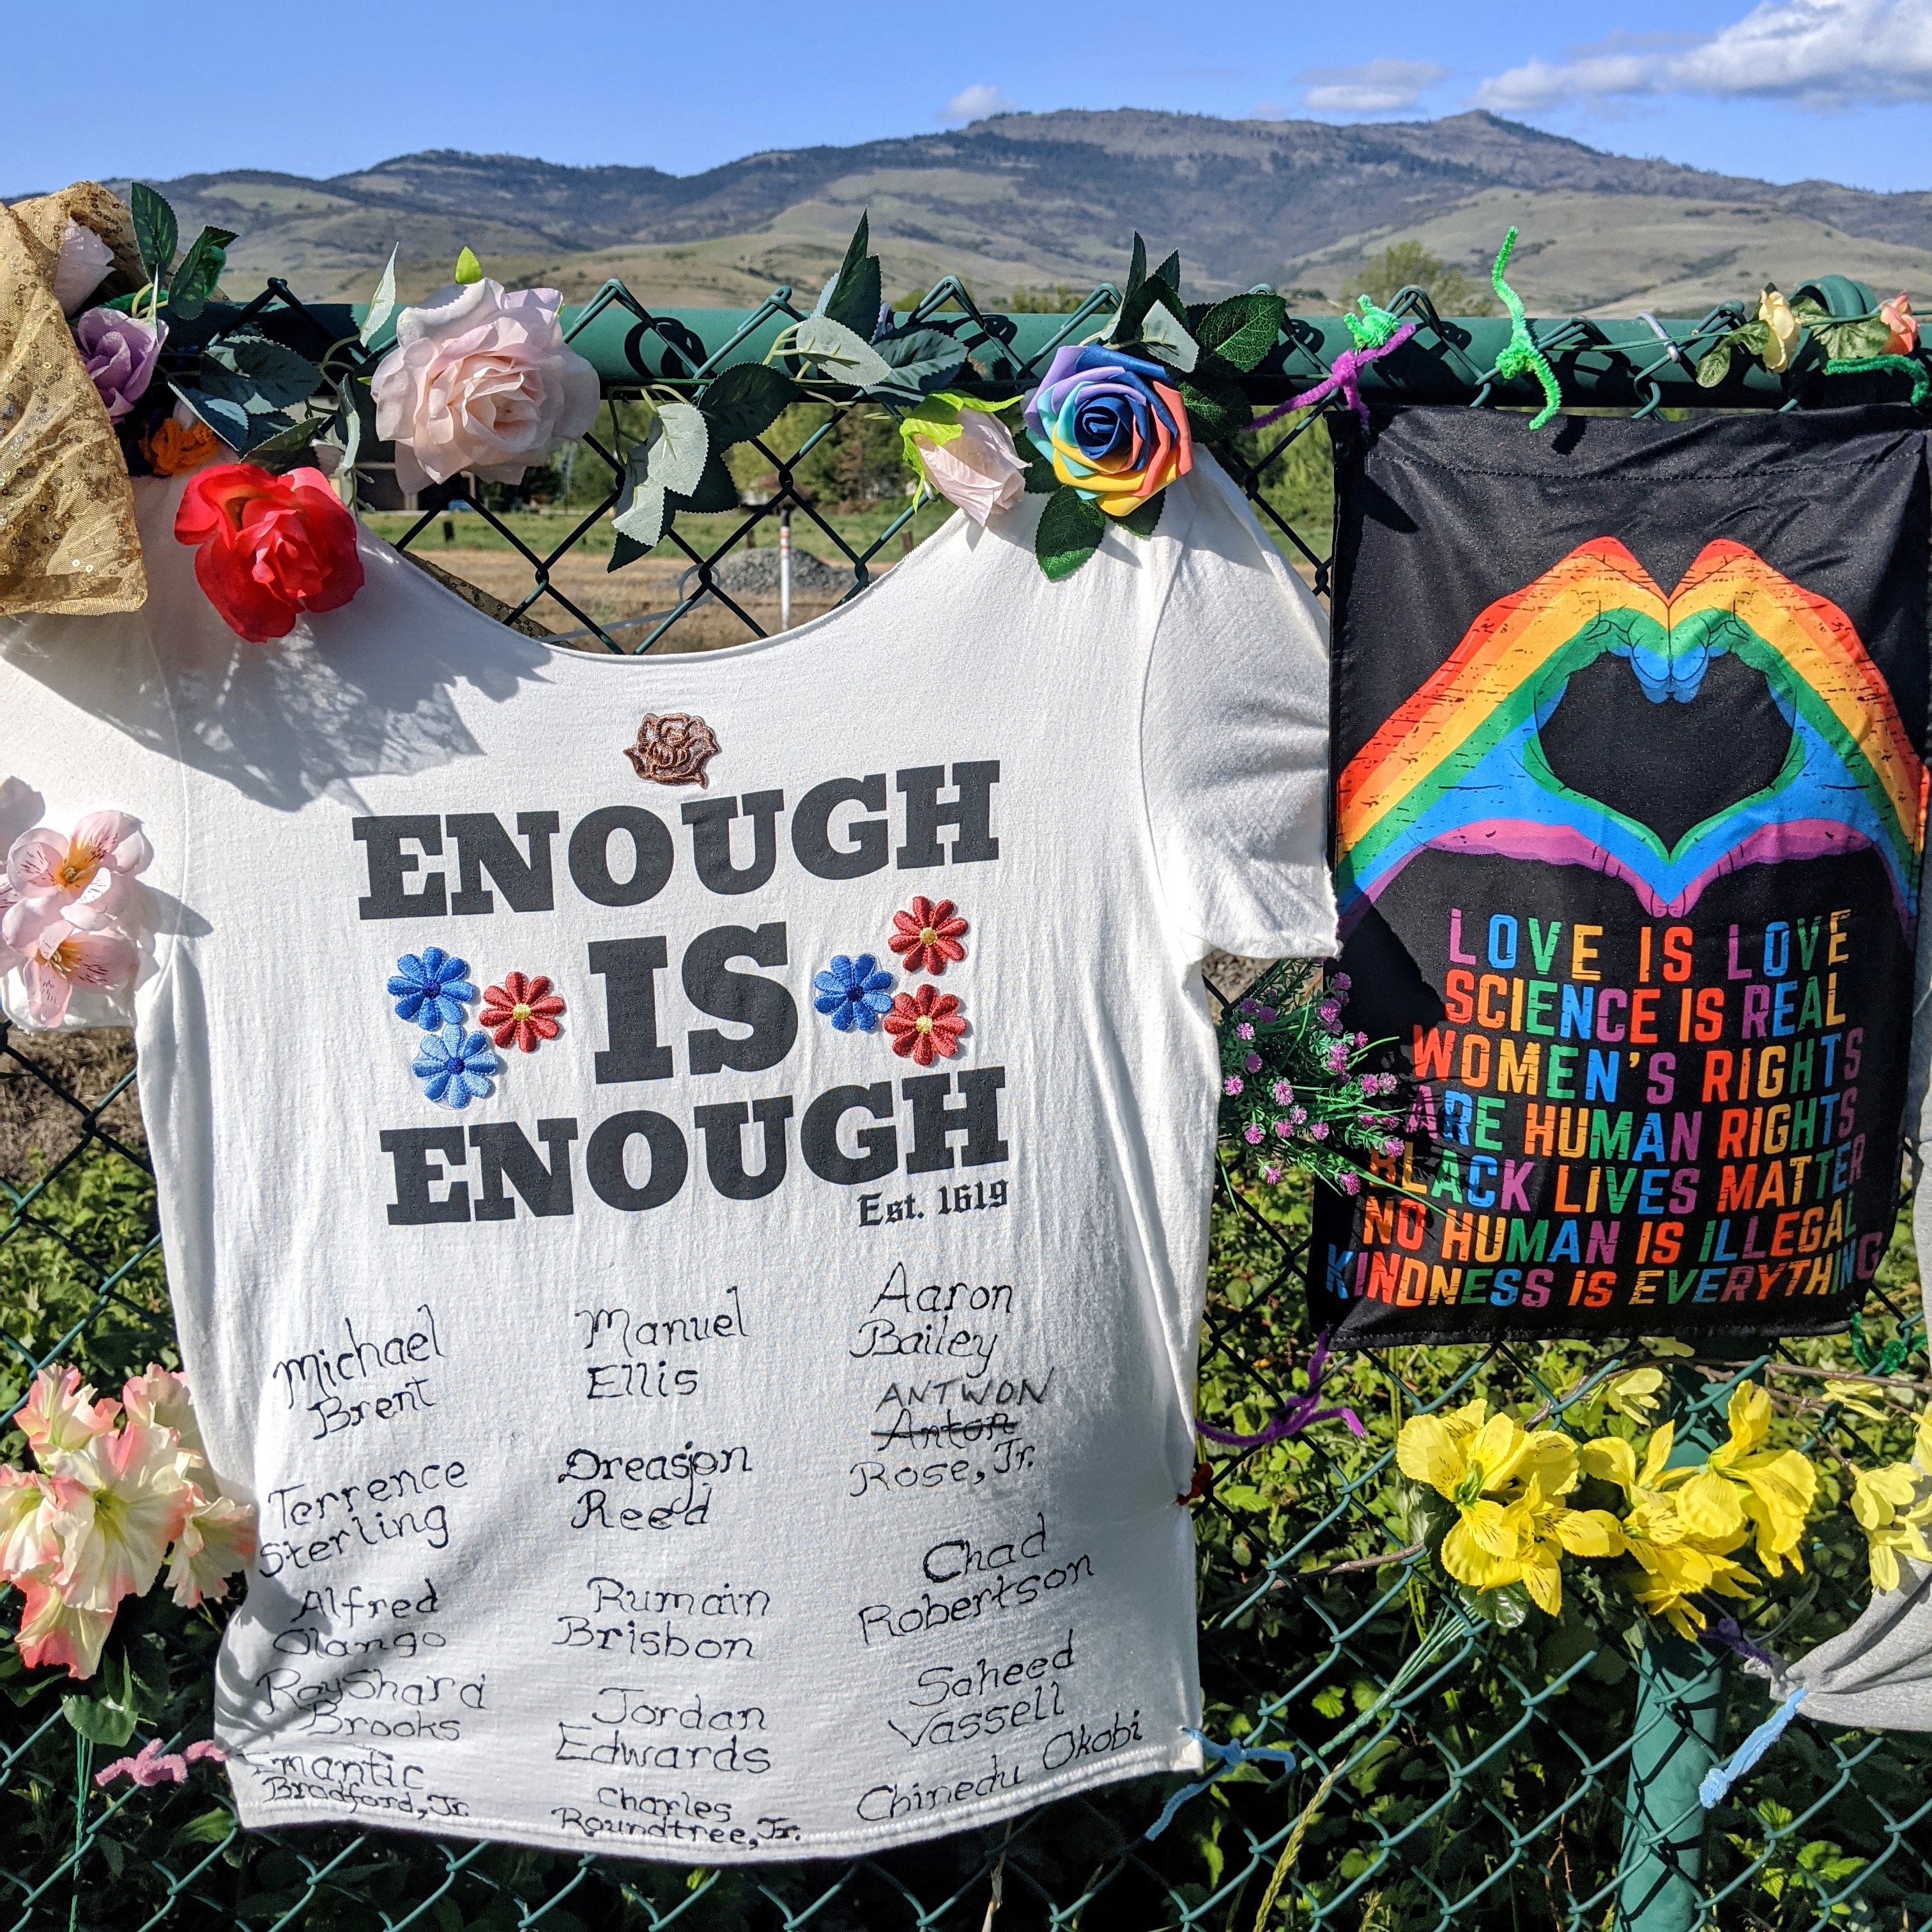 ENOUGH
IS
ENOUGH
Est. 1619
Michael
Brent
Terrence
Sterling
Alfred
Olango
RayShard
Brooks
Emantic
Bradford, Jr.
Manuel
Ellis
Dreasjon
Reed
Rumain
Brisbon
Jordan
Edwards
Charles
Roundtree, Jr.
Aaron
Bailey
ANTWON
Anton
Rose, Jr.
Chad
Robertson
Saheed
Vassell
Chinedu Okobi
LOVE IS LOVE
SCIENCE IS REAL
WOMEN'S RIGHTS
ARE HUMAN RIGHTS
BLACK LIVES MATTER
NO HUMAN IS ILLEGAL
KINDNESS iS EVERYTHING